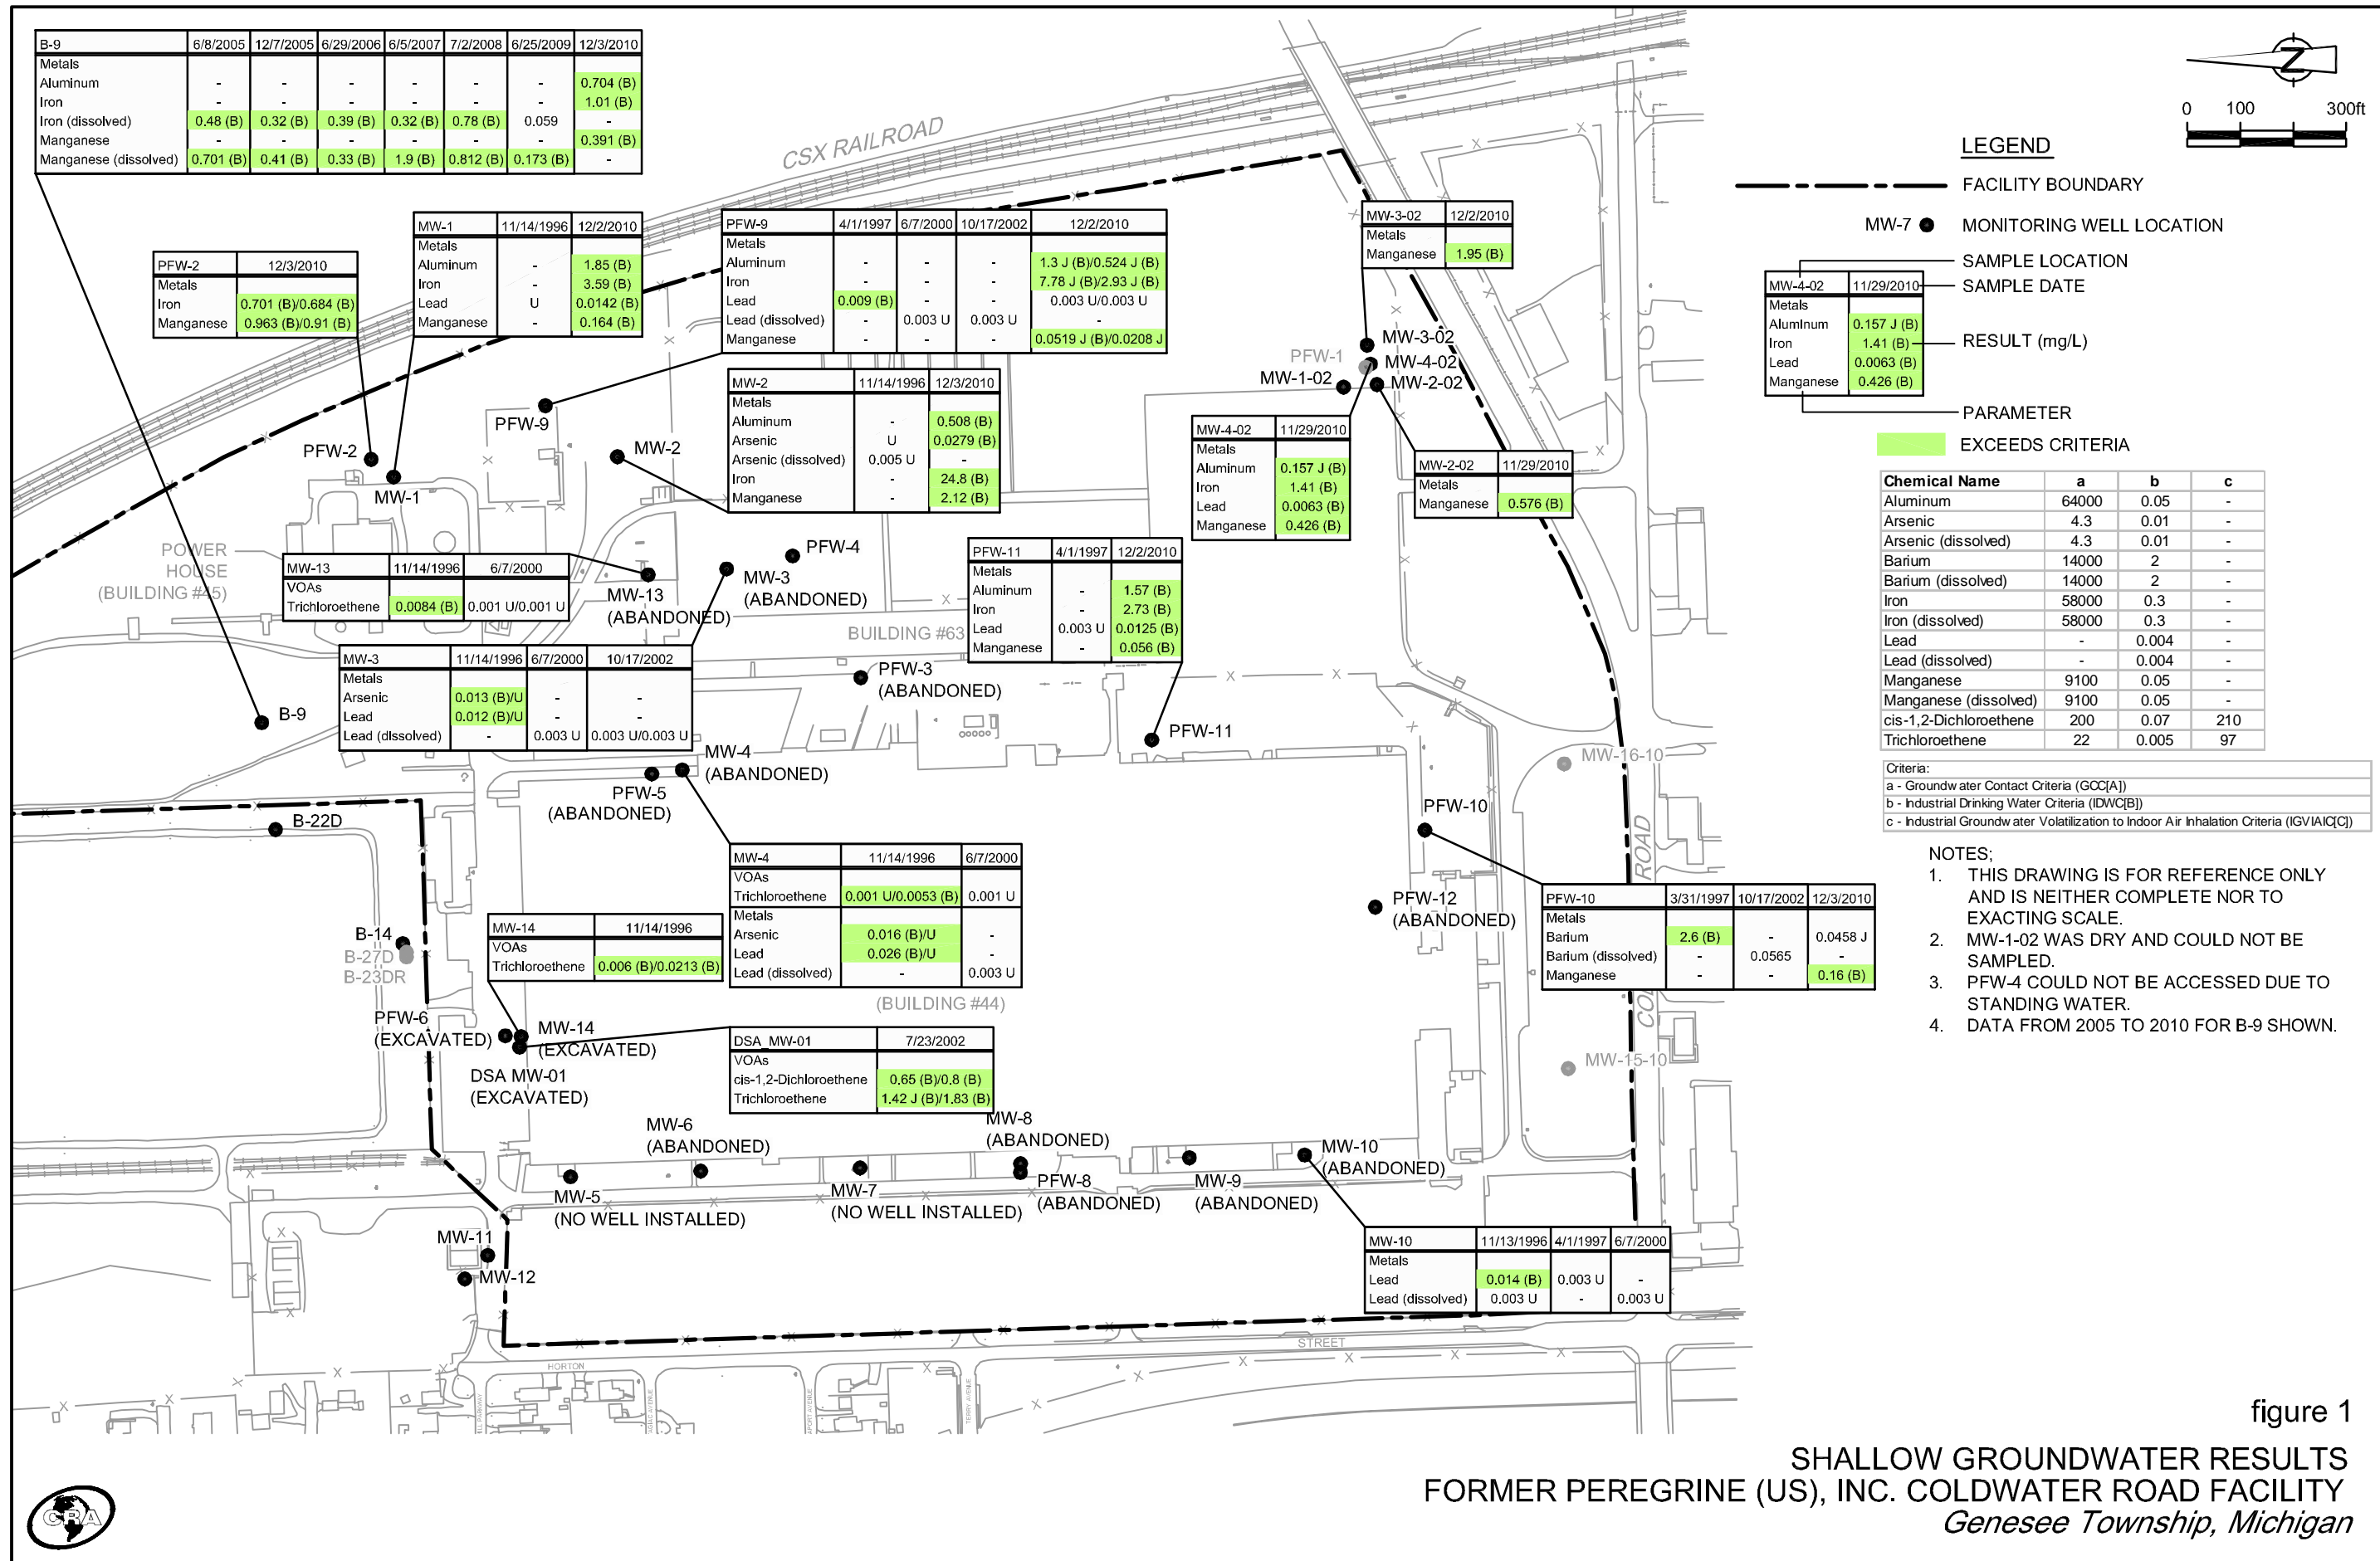 B-9 6/8/2005 12/7/2005 6/29/2006 6/5/2007 7/2/2008 6/25/2009 12/3/2010
Metals
Aluminum - - - - - - 0.704 (B)
Iron - - - - - - 1.01 (B)
Iron (dissolved) 0.48 (B) 0.32 (B) 0.39 (B) 0.32 (B) 0.78 (B) 0.059 -
Manganese - - - - - - 0.391 (B)
Manganese (dissolved) 0.701 (B) 0.41 (B) 0.33 (B) 1.9 (B) 0.812 (B) 0.173 (B) -
CSX RAILROAD
PFW-2 12/3/2010
Metals
Iron 0.701 (B)/0.684 (B)
Manganese 0.963 (B)/0.91 (B)
MW-1 11/14/1996 12/2/2010
Metals
Aluminum - 1.85 (B)
Iron - 3.59 (B)
Lead U 0.0142 (B)
Manganese - 0.164 (B)
PFW-9 4/1/1997 6/7/2000 10/17/2002 12/2/2010
Metals
Aluminum - - - 1.3 J (B)/0.524 J (B)
Iron - - - 7.78 J (B)/2.93 J (B)
Lead 0.009 (B) - - 0.003 U/0.003 U
Lead (dissolved) - 0.003 U 0.003 U -
Manganese - - - 0.0519 J (B)/0.0208 J
MW-3-02 12/2/2010
Metals
Manganese 1.95 (B)
MW-2 11/14/1996 12/3/2010
Metals
Aluminum - 0.508 (B)
Arsenic U 0.0279 (B)
Arsenic (dissolved) 0.005 U -
Iron - 24.8 (B)
Manganese - 2.12 (B)
MW-3-02
PFW-1
MW-4-02
MW-1-02
MW-2-02
PFW-9
PFW-2
MW-1
MW-2
MW-4-02 11/29/2010
Metals
Aluminum 0.157 J (B)
Iron 1.41 (B)
Lead 0.0063 (B)
Manganese 0.426 (B)
MW-2-02 11/29/2010
Metals
Manganese 0.576 (B)
POWER
HOUSE
(BUILDING #45)
MW-13 11/14/1996 6/7/2000
VOAs
Trichloroethene 0.0084 (B) 0.001 U/0.001 U
MW-13
(ABANDONED)
PFW-4
MW-3
(ABANDONED)
BUILDING #63
PFW-11 4/1/1997 12/2/2010
Metals
Aluminum - 1.57 (B)
Iron - 2.73 (B)
Lead 0.003 U 0.0125 (B)
Manganese - 0.056 (B)
MW-3 11/14/1996 6/7/2000 10/17/2002
Metals
Arsenic 0.013 (B)/U - -
Lead 0.012 (B)/U - -
Lead (dissolved) - 0.003 U 0.003 U/0.003 U
PFW-3
(ABANDONED)
B-9
PFW-11
MW-4
(ABANDONED)
PFW-5
(ABANDONED)
MW-16-10
PFW-10
B-22D
MW-4 11/14/1996 6/7/2000
VOAs
Trichloroethene 0.001 U/0.0053 (B) 0.001 U
Metals
Arsenic 0.016 (B)/U -
Lead 0.026 (B)/U -
Lead (dissolved) - 0.003 U
(BUILDING #44)
PFW-12
(ABANDONED)
ROAD
PFW-10 3/31/1997 10/17/2002 12/3/2010
Metals
Barium 2.6 (B) - 0.0458 J
Barium (dissolved) - 0.0565 -
Manganese - - 0.16 (B)
MW-14 11/14/1996
VOAs
Trichloroethene 0.006 (B)/0.0213 (B)
B-14
B-27D
B-23DR
PFW-6
(EXCAVATED)
MW-14
(EXCAVATED)
DSA MW-01
(EXCAVATED)
DSA_MW-01 7/23/2002
VOAs
cis-1,2-Dichloroethene 0.65 (B)/0.8 (B)
Trichloroethene 1.42 J (B)/1.83 (B)
MW-15-10
MW-6
(ABANDONED)
MW-8
(ABANDONED)
MW-10
(ABANDONED)
MW-5
(NO WELL INSTALLED)
MW-7
(NO WELL INSTALLED)
PFW-8
(ABANDONED)
MW-9
(ABANDONED)
MW-11
MW-12
MW-10 11/13/1996 4/1/1997 6/7/2000
Metals
Lead 0.014 (B) 0.003 U -
Lead (dissolved) 0.003 U - 0.003 U
HORTON
STREET
TERRY AVENUE
Z
0 100 300ft
LEGEND
FACILITY BOUNDARY
MW-7 MONITORING WELL LOCATION
SAMPLE LOCATION
SAMPLE DATE
MW-4-02 11/29/2010
Metals
Aluminum 0.157 J (B)
Iron 1.41 (B)
Lead 0.0063 (B)
Manganese 0.426 (B)
RESULT (mg/L)
PARAMETER
EXCEEDS CRITERIA
Chemical Name a b c
Aluminum 64000 0.05 -
Arsenic 4.3 0.01 -
Arsenic (dissolved) 4.3 0.01 -
Barium 14000 2 -
Barium (dissolved) 14000 2 -
Iron 58000 0.3 -
Iron (dissolved) 58000 0.3 -
Lead - 0.004 -
Lead (dissolved) - 0.004 -
Manganese 9100 0.05 -
Manganese (dissolved) 9100 0.05 -
cis-1,2-Dichloroethene 200 0.07 210
Trichloroethene 22 0.005 97
Criteria:
a - Groundwater Contact Criteria (GCC[A])
b - Industrial Drinking Water Criteria (IDWC[B])
c - Industrial Groundwater Volatilization to Indoor Air Inhalation Criteria (IGVIAIC[C])
NOTES;
1. THIS DRAWING IS FOR REFERENCE ONLY
AND IS NEITHER COMPLETE NOR TO
EXACTING SCALE.
2. MW-1-02 WAS DRY AND COULD NOT BE
SAMPLED.
3. PFW-4 COULD NOT BE ACCESSED DUE TO
STANDING WATER.
4. DATA FROM 2005 TO 2010 FOR B-9 SHOWN.
figure 1
SHALLOW GROUNDWATER RESULTS
FORMER PEREGRINE (US), INC. COLDWATER ROAD FACILITY
Genesee Township, Michigan
CRA